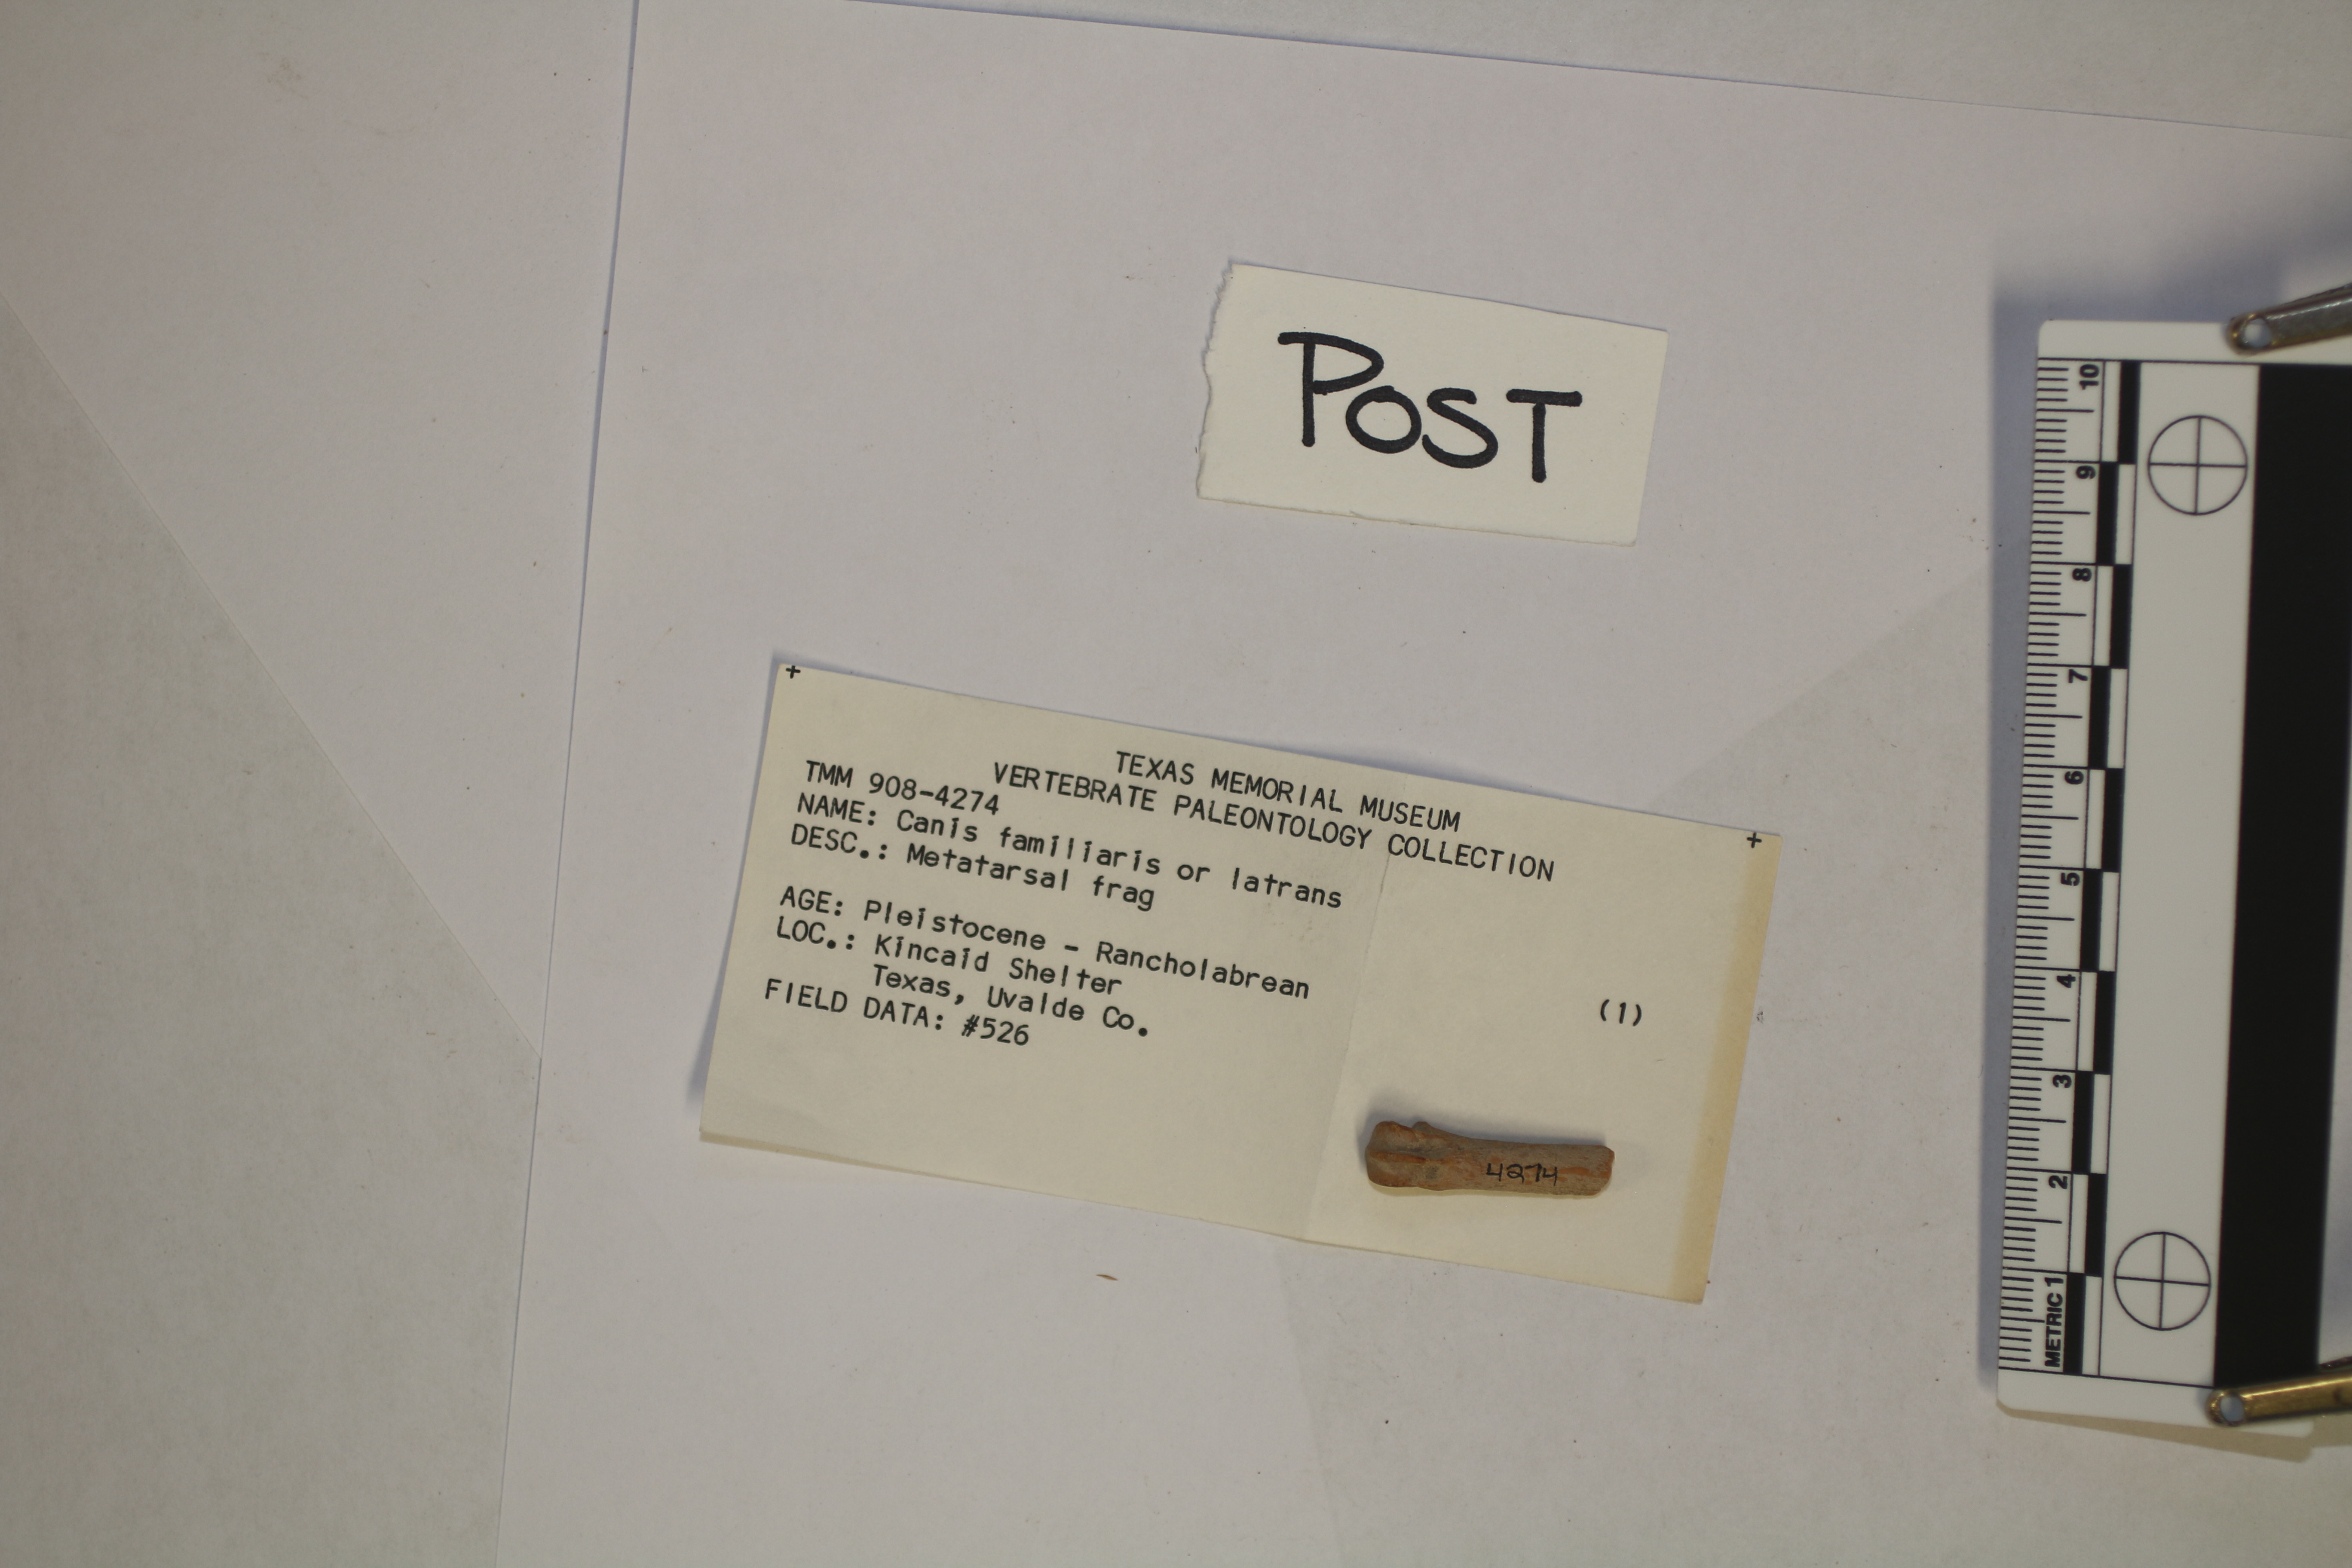 +
TEXAS MEMORIAL MUSEUM
VERTEBRATE PALEONTOLOGY COLLECTION
TMM 908-4274
NAME: Canis familiaris or latrans
DESC.: Metatarsal frag
(1)
AGE: Pleistocene - Rancholabrean
LOC.: Kincaid Shelter
Texas, Uvalde Co.
FIELD DATA: #526
+
4274
POST
METRIC 1 2 3 4 5 6 7 8 9 10